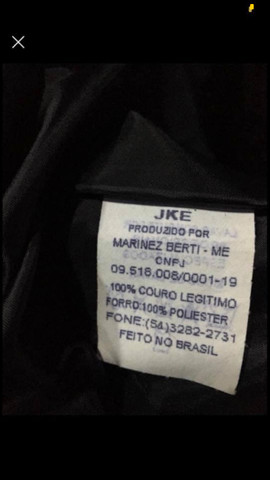 JKE
PRODUZIDO POR
MARINEZ BERTI - ME
CNPJ
09.516.008/0001-19
100% COURO LEGITIMO
FORRO:100% POLIESTER
FONE:(54)3282-2731
FEITO NO BRASIL